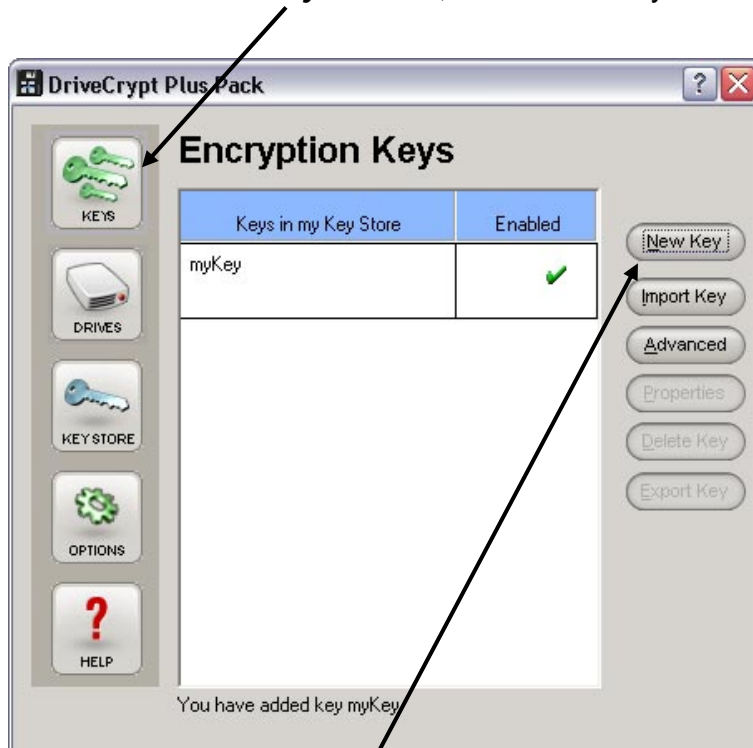 DriveCrypt Plus Pack
Encryption Keys
KEYS
Keys in my Key Store
Enabled
myKey
New Key
Import Key
Advanced
DRIVES
Properties
KEY STORE
Delete Key
Export Key
OPTIONS
HELP
You have added key myKey